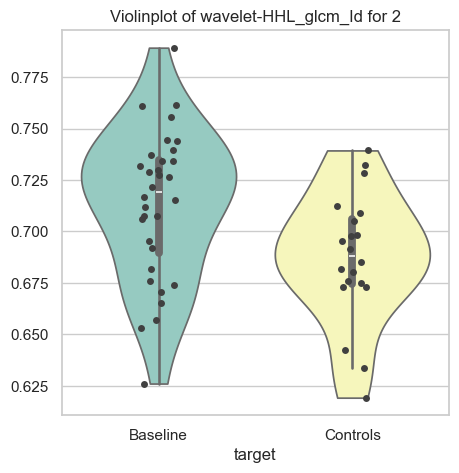 Violinplot of wavelet-HHL_glcm_Id for 2
0.775
0.750
0.725
0.700
0.675
0.650
0.625
Baseline
Controls
target